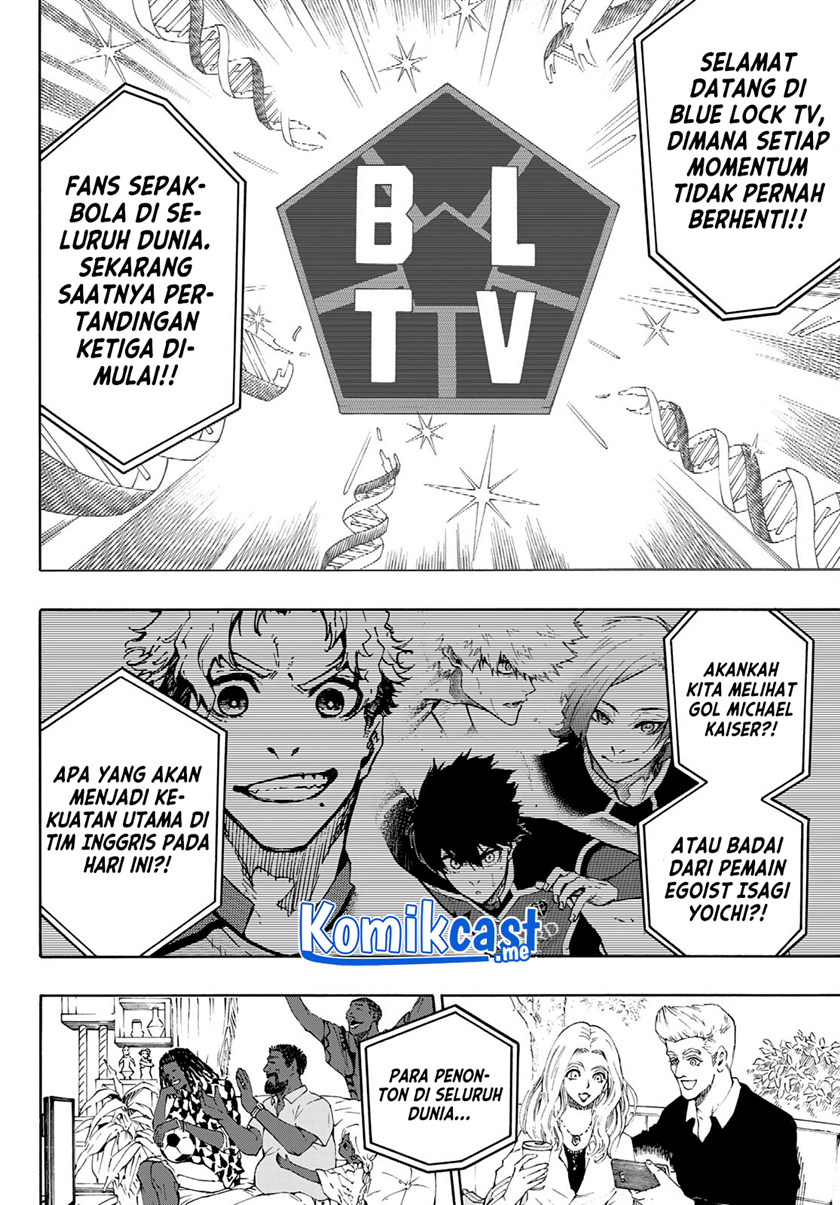 SELAMAT
DATANG DI
BLUE LOCK TV,
DIMANA SETIAP
MOMENTUM
TIDAK PERNAH
BERHENTI!!
B L
T V
FANS SEPAK-
BOLA DI SE-
LURUH DUNIA.
SEKARANG
SAATNYA PER-
TANDINGAN
KETIGA DI-
MULAI!!
AKANKAH
KITA MELIHAT
GOL MICHAEL
KAISER?!
ATAU BADAI
DARI PEMAIN
EGOIST ISAGI
YOICHI?!
APA YANG AKAN
MENJADI KE-
KUATAN UTAMA DI
TIM INGGRIS PADA
HARI INI?!
Komikcast
.me
PARA PENON-
TON DI SELURUH
DUNIA...